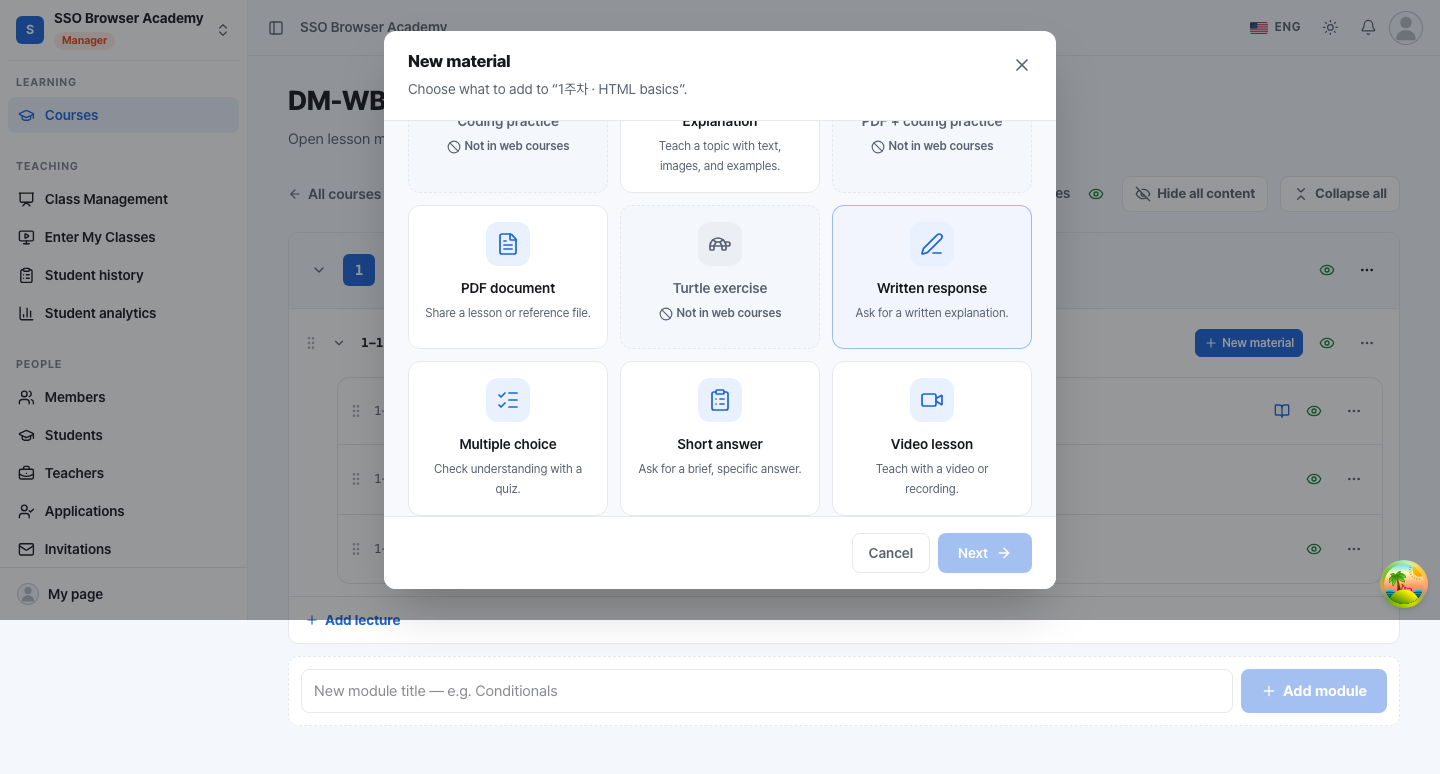 S
SSO Browser Academy
Manager
SSO Browser Academy
ENG
LEARNING
Courses
TEACHING
Class Management
Enter My Classes
Student history
Student analytics
PEOPLE
Members
Students
Teachers
Applications
Invitations
My page
DM-WE
Open lesson m
All courses
Hide all content
Collapse all
1
1-1
New material
Add lecture
New module title — e.g. Conditionals
Add module
New material
Choose what to add to “1주차 · HTML basics”.
Coding practice
Not in web courses
Explanation
Teach a topic with text,
images, and examples.
PDF + coding practice
Not in web courses
PDF document
Share a lesson or reference file.
Turtle exercise
Not in web courses
Written response
Ask for a written explanation.
Multiple choice
Check understanding with a
quiz.
Short answer
Ask for a brief, specific answer.
Video lesson
Teach with a video or
recording.
Cancel
Next